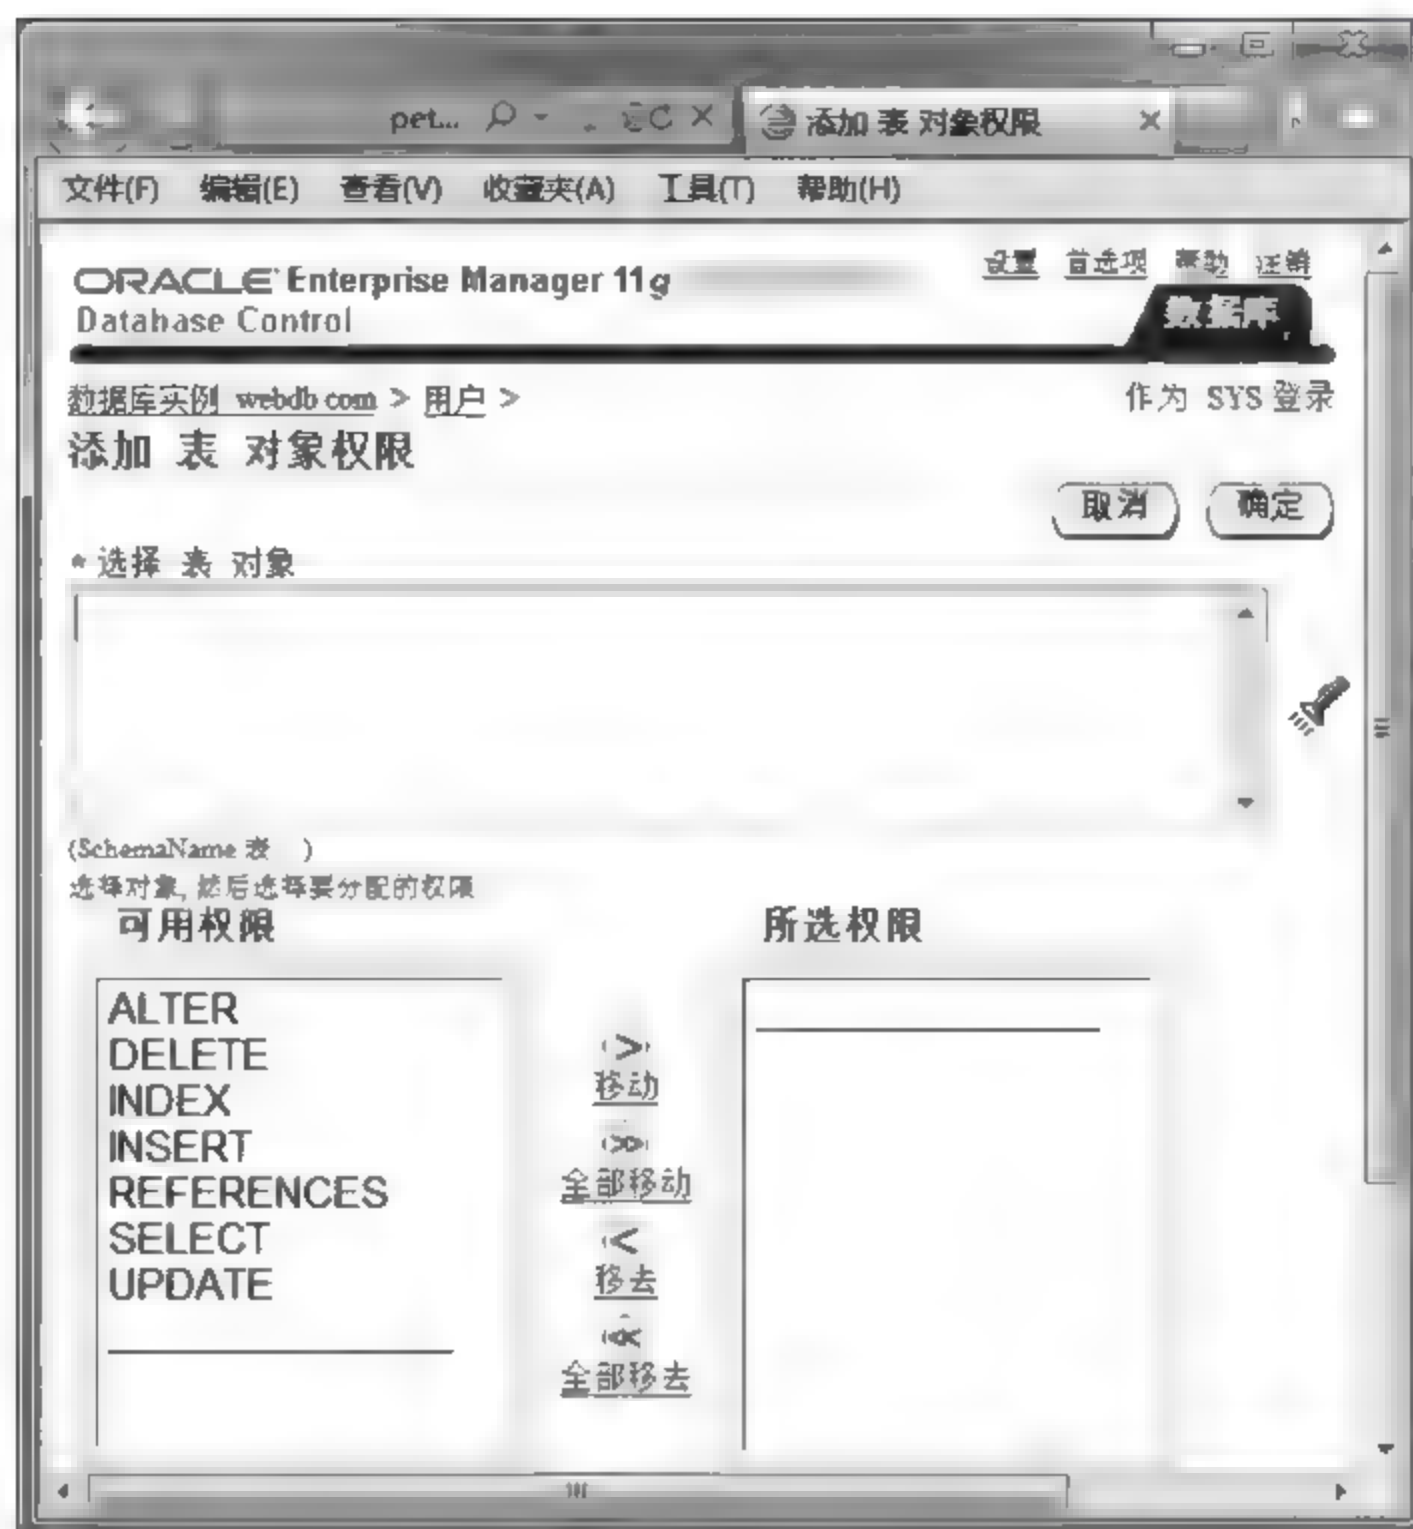 pet...
添加 表 对象权限
文件(F) 编辑(E) 查看(V) 收藏夹(A) 工具(T) 帮助(H)
设置 首选项 帮助 注销
ORACLE Enterprise Manager 11g
Database Control
数据库
数据库实例 webdb com > 用户 >
作为 SYS 登录
添加 表 对象权限
取消 确定
* 选择 表 对象
(SchemaName 表 )
选择对象, 然后选择要分配的权限
可用权限
所选权限
ALTER
DELETE
INDEX
INSERT
REFERENCES
SELECT
UPDATE
移动
全部移动
移去
全部移去